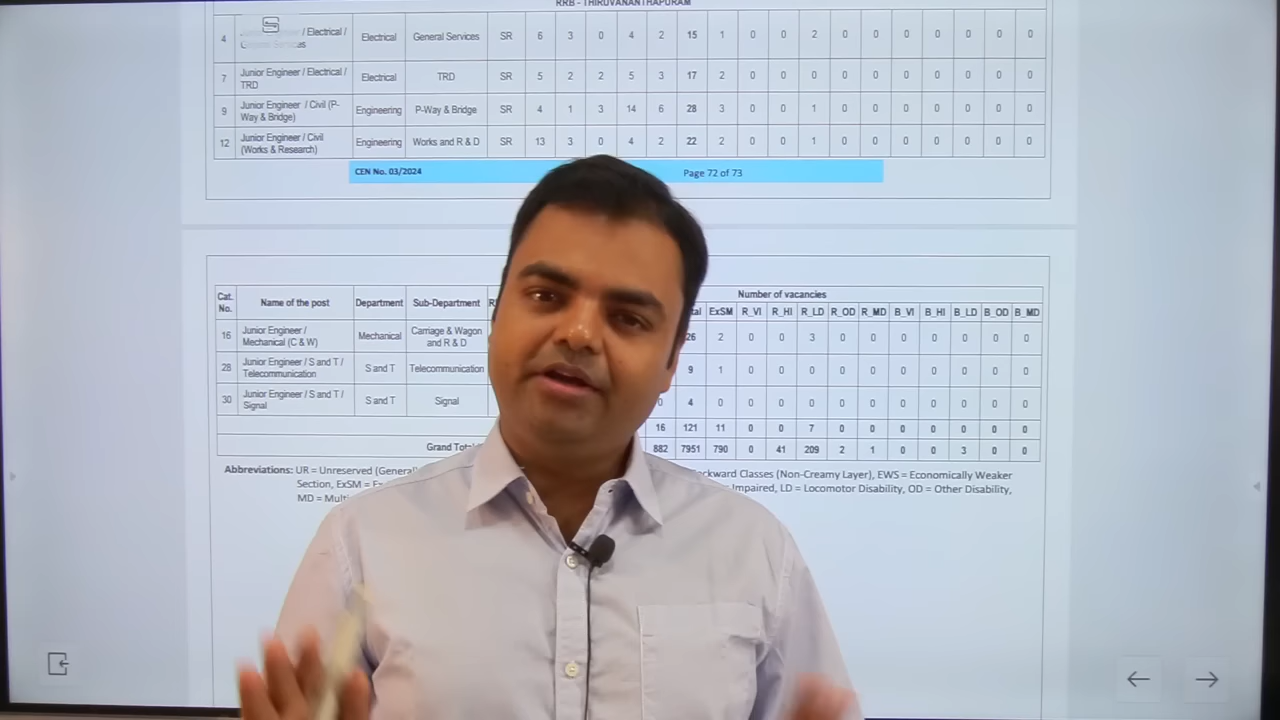 RRB - THIRUVANANTHAPURAM
4 / Electrical / Electrical General Services SR 6 3 0 4 2 15 1 0 0 2 0 0 0 0 0 0 0
7 Junior Engineer / Electrical / TRD Electrical TRD SR 5 2 2 5 3 17 2 0 0 0 0 0 0 0 0 0 0
9 Junior Engineer / Civil (P-Way & Bridge) Engineering P-Way & Bridge SR 4 1 3 14 6 28 3 0 0 1 0 0 0 0 0 0 0
12 Junior Engineer / Civil (Works & Research) Engineering Works and R & D SR 13 3 0 4 2 22 2 0 0 1 0 0 0 0 0 0 0
CEN No. 03/2024 Page 72 of 73
Cat. No. Name of the post Department Sub-Department Number of vacancies
ExSM R_VI R_HI R_LD R_OD R_MD B_VI B_HI B_LD B_OD B_MD
16 Junior Engineer / Mechanical (C & W) Mechanical Carriage & Wagon and R & D 26 2 0 0 3 0 0 0 0 0 0 0
28 Junior Engineer / S and T / Telecommunication S and T Telecommunication 9 1 0 0 0 0 0 0 0 0 0 0
30 Junior Engineer / S and T / Signal S and T Signal 0 4 0 0 0 0 0 0 0 0 0 0 0
16 121 11 0 0 7 0 0 0 0 0 0 0
Grand 882 7951 790 0 41 209 2 1 0 0 3 0 0
Abbreviations: UR = Unreserved Classes (Non-Creamy Layer), EWS = Economically Weaker
Section, ExSM = Impaired, LD = Locomotor Disability, OD = Other Disability,
MD =